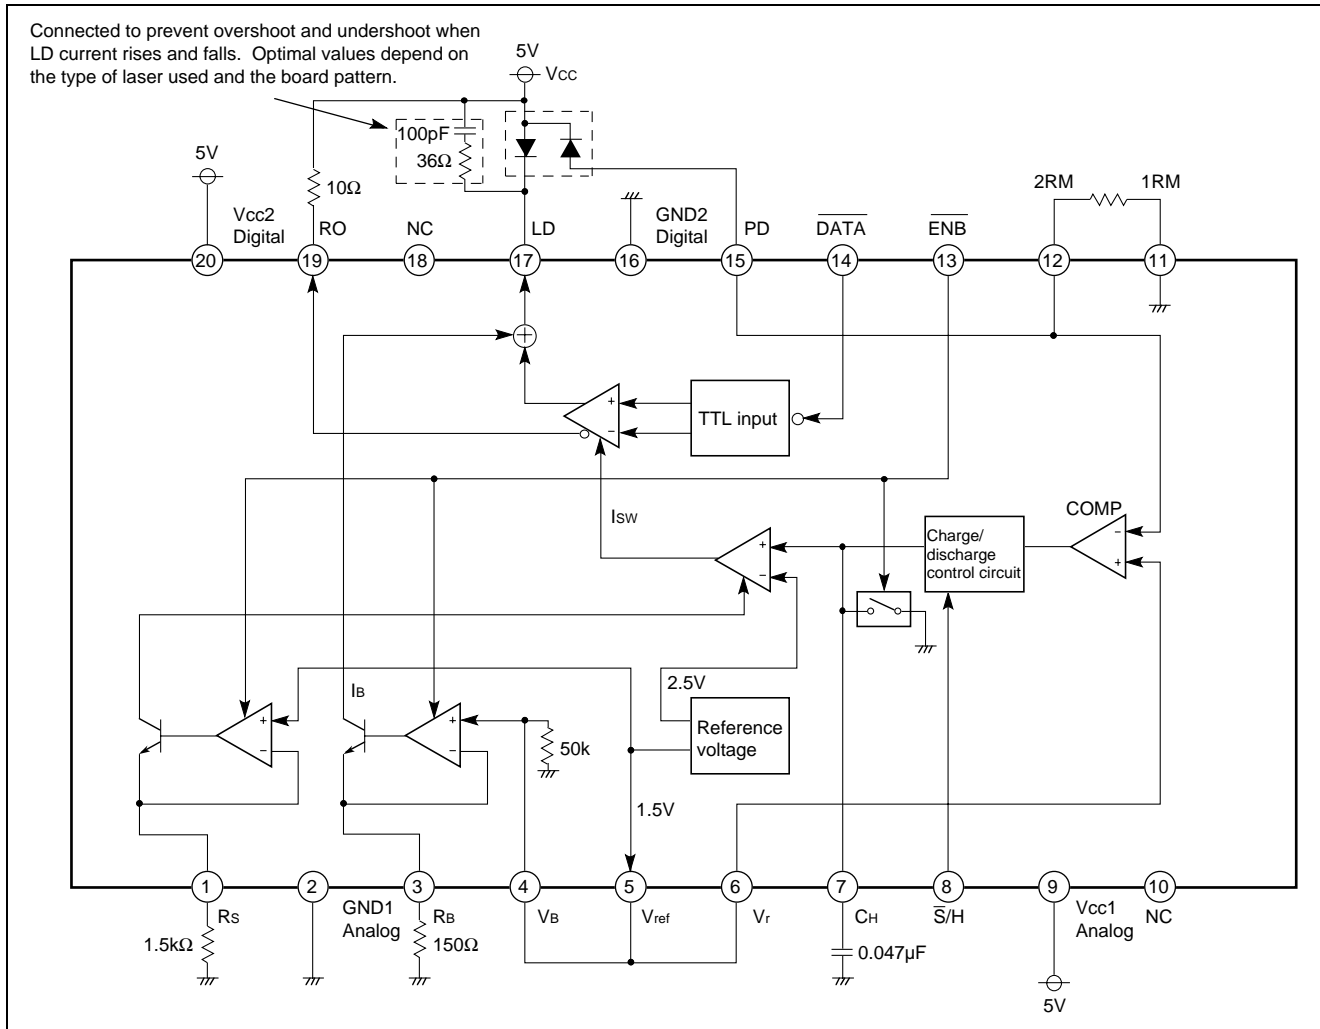 Connected to prevent overshoot and undershoot when
LD current rises and falls. Optimal values depend on
the type of laser used and the board pattern.
5V
VCC
100pF
36Ω
5V
10Ω
2RM
1RM
Vcc2
Digital
RO
NC
LD
GND2
Digital
PD
DATA
ENB
20
19
18
17
16
15
14
13
12
11
+
−
TTL input
ISW
COMP
−
+
Charge/
discharge
control circuit
+
−
2.5V
IB
+
−
+
−
50k
Reference
voltage
1.5V
1
2
3
4
5
6
7
8
9
10
RS
GND1
Analog
RB
VB
Vref
Vr
CH
S/H
Vcc1
Analog
NC
1.5kΩ
150Ω
0.047µF
5V